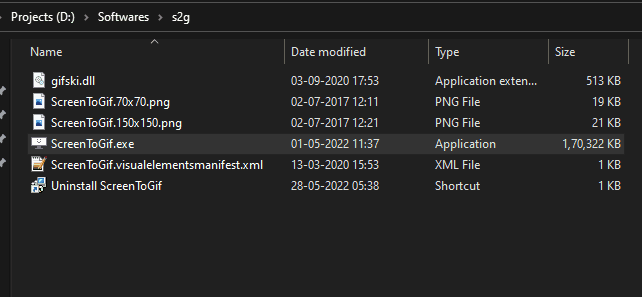 Projects (D:) > Softwares > s2g
Name Date modified Type Size
gifski.dll 03-09-2020 17:53 Application exten... 513 KB
ScreenToGif.70x70.png 02-07-2017 12:11 PNG File 19 KB
ScreenToGif.150x150.png 02-07-2017 12:21 PNG File 21 KB
ScreenToGif.exe 01-05-2022 11:37 Application 1,70,322 KB
ScreenToGif.visualelementsmanifest.xml 13-03-2020 15:53 XML File 1 KB
Uninstall ScreenToGif 28-05-2022 05:38 Shortcut 1 KB